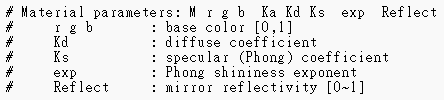 # Material parameters: M r g b  Ka Kd Ks  exp  Reflect
#    r g b      : base color [0,1]
#    Kd         : diffuse coefficient
#    Ks         : specular (Phong) coefficient
#    exp        : Phong shininess exponent
#    Reflect    : mirror reflectivity [0~1]